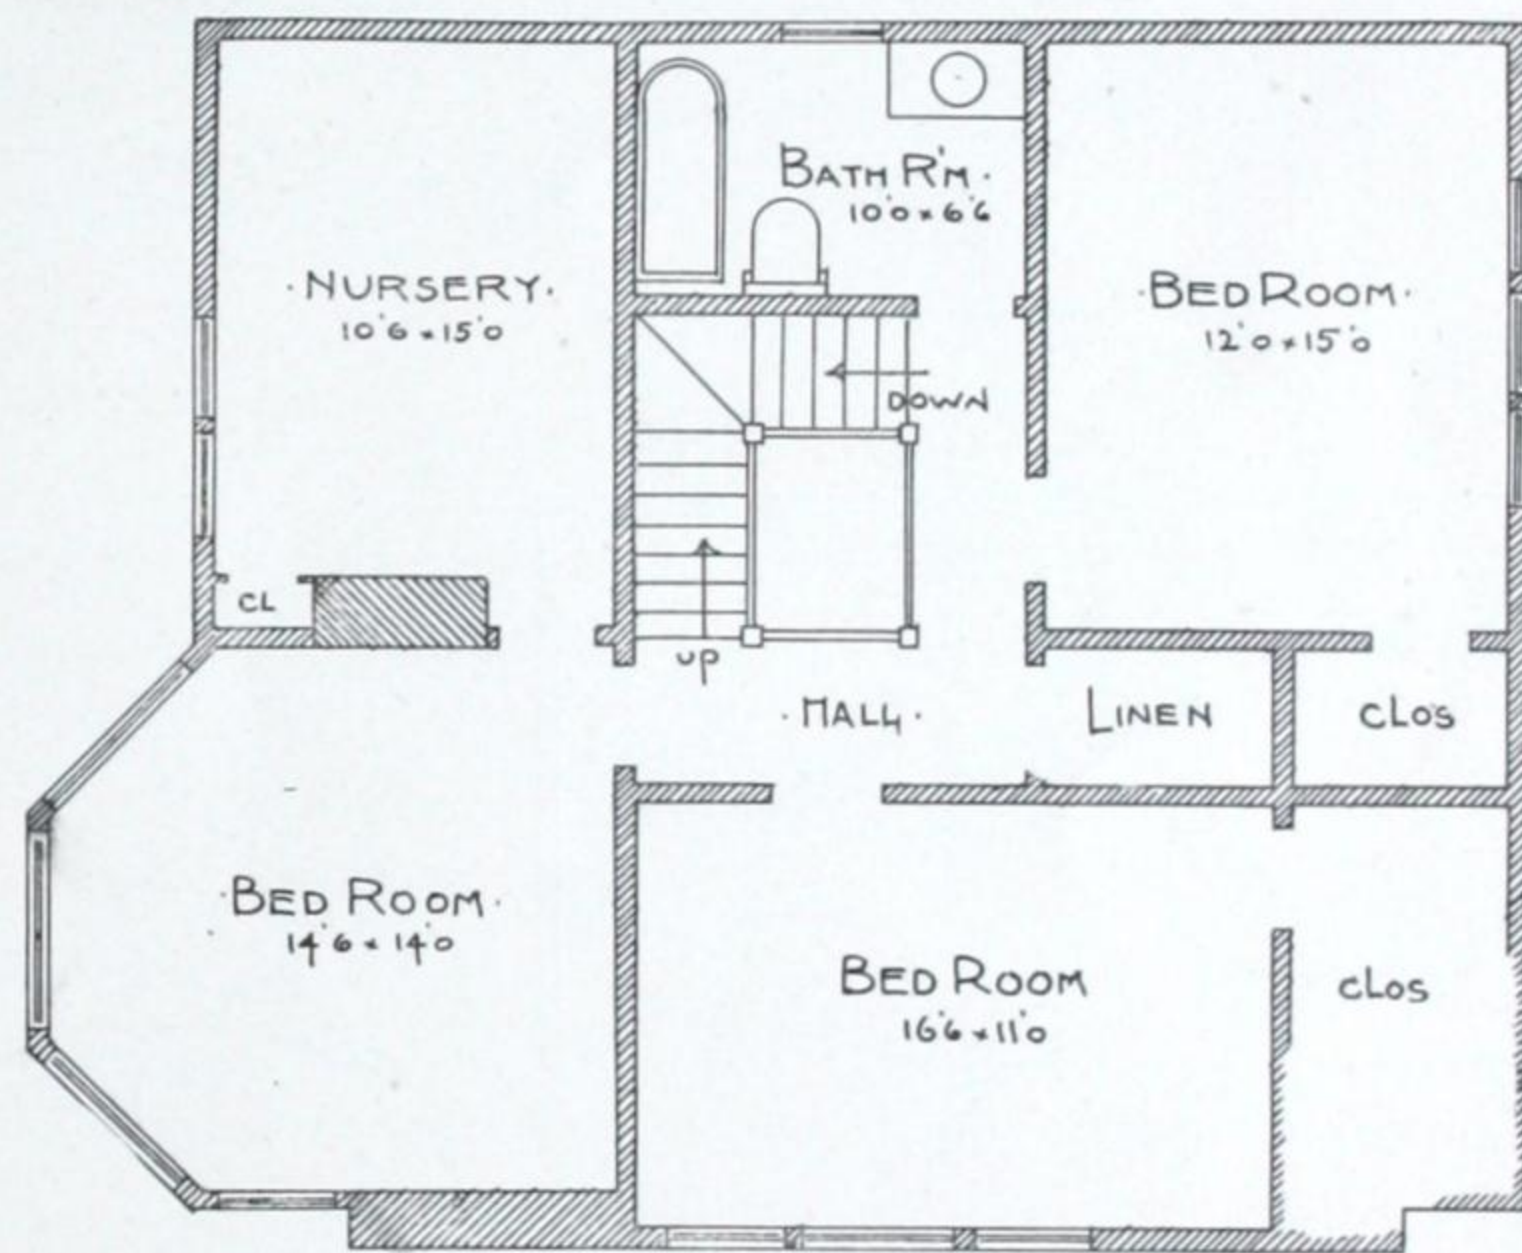 BATH R'M.
10'0 x 6'6
·NURSERY·
10'6 x 15'0
·BED ROOM·
12'0 x 15'0
DOWN
CL
UP
·HALL·
LINEN
CLOS
·BED ROOM·
14'6 x 14'0
BED ROOM
16'6 x 11'0
CLOS